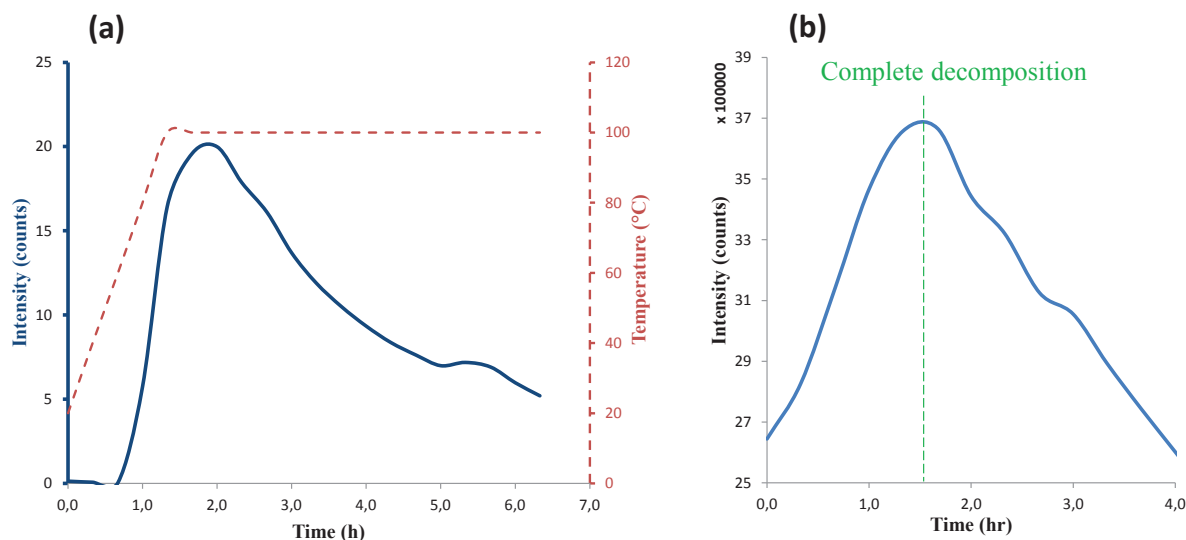 (a)
25
20
15
10
5
0
Intensity (counts)
0,0 1,0 2,0 3,0 4,0 5,0 6,0 7,0
Time (h)
120
100
80
60
40
20
0
Temperature (°C)
(b)
Complete decomposition
x 100000
39
37
35
33
31
29
27
25
Intensity (counts)
0,0 1,0 2,0 3,0 4,0
Time (hr)